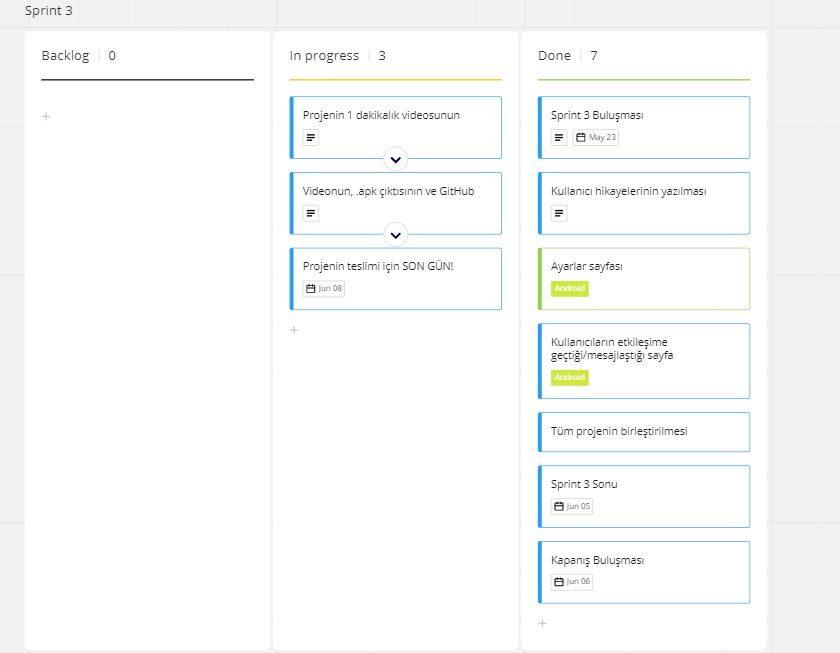 Sprint 3
Backlog 0
In progress 3
Projenin 1 dakikalık videosunun
Videonun, .apk çıktısının ve GitHub
Projenin teslimi için SON GÜN!
Jun 08
Done 7
Sprint 3 Buluşması
May 23
Kullanıcı hikayelerinin yazılması
Ayarlar sayfası
Android
Kullanıcıların etkileşime
geçtiği/mesajlaştığı sayfa
Android
Tüm projenin birleştirilmesi
Sprint 3 Sonu
Jun 05
Kapanış Buluşması
Jun 06